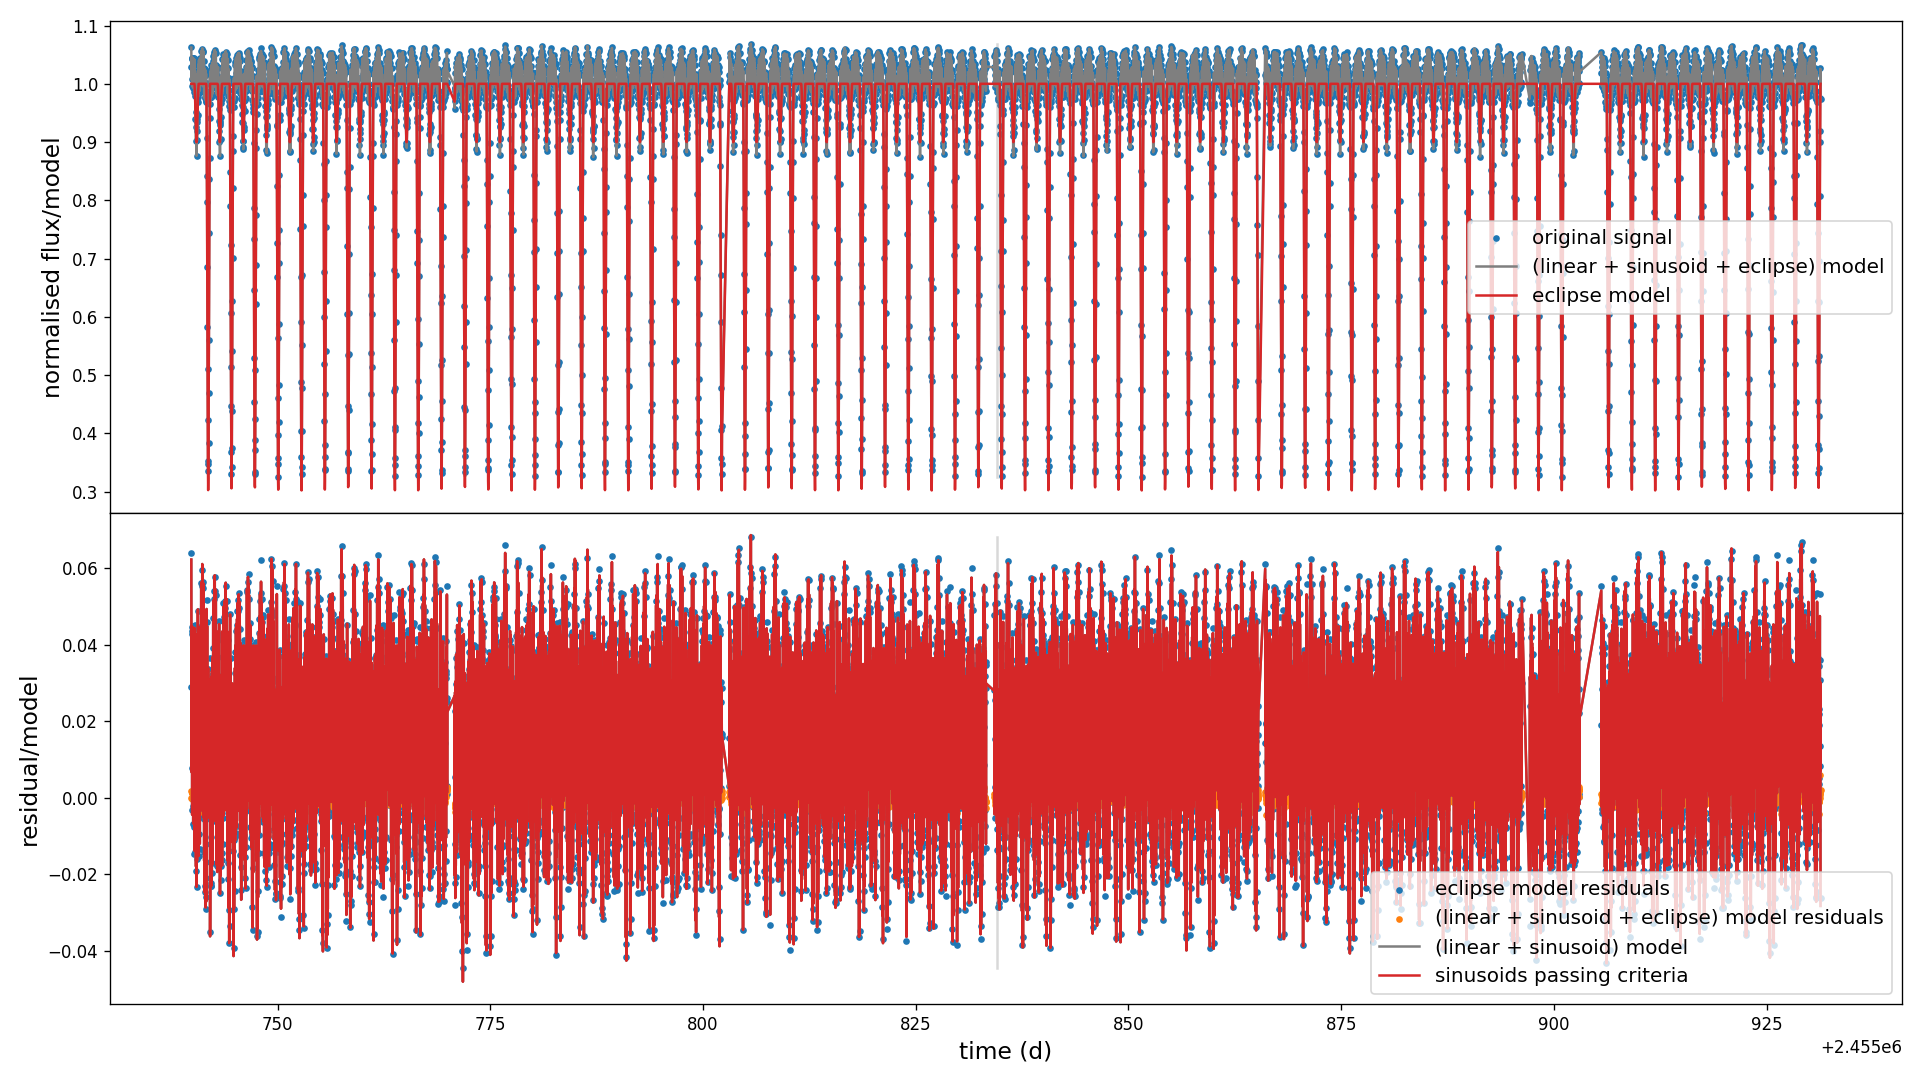 1.1
1.0
0.9
0.8
0.7
0.6
0.5
0.4
0.3
normalised flux/model
original signal
(linear + sinusoid + eclipse) model
eclipse model
0.06
0.04
0.02
0.00
−0.02
−0.04
residual/model
eclipse model residuals
(linear + sinusoid + eclipse) model residuals
(linear + sinusoid) model
sinusoids passing criteria
750 775 800 825 850 875 900 925
time (d)
+2.455e6